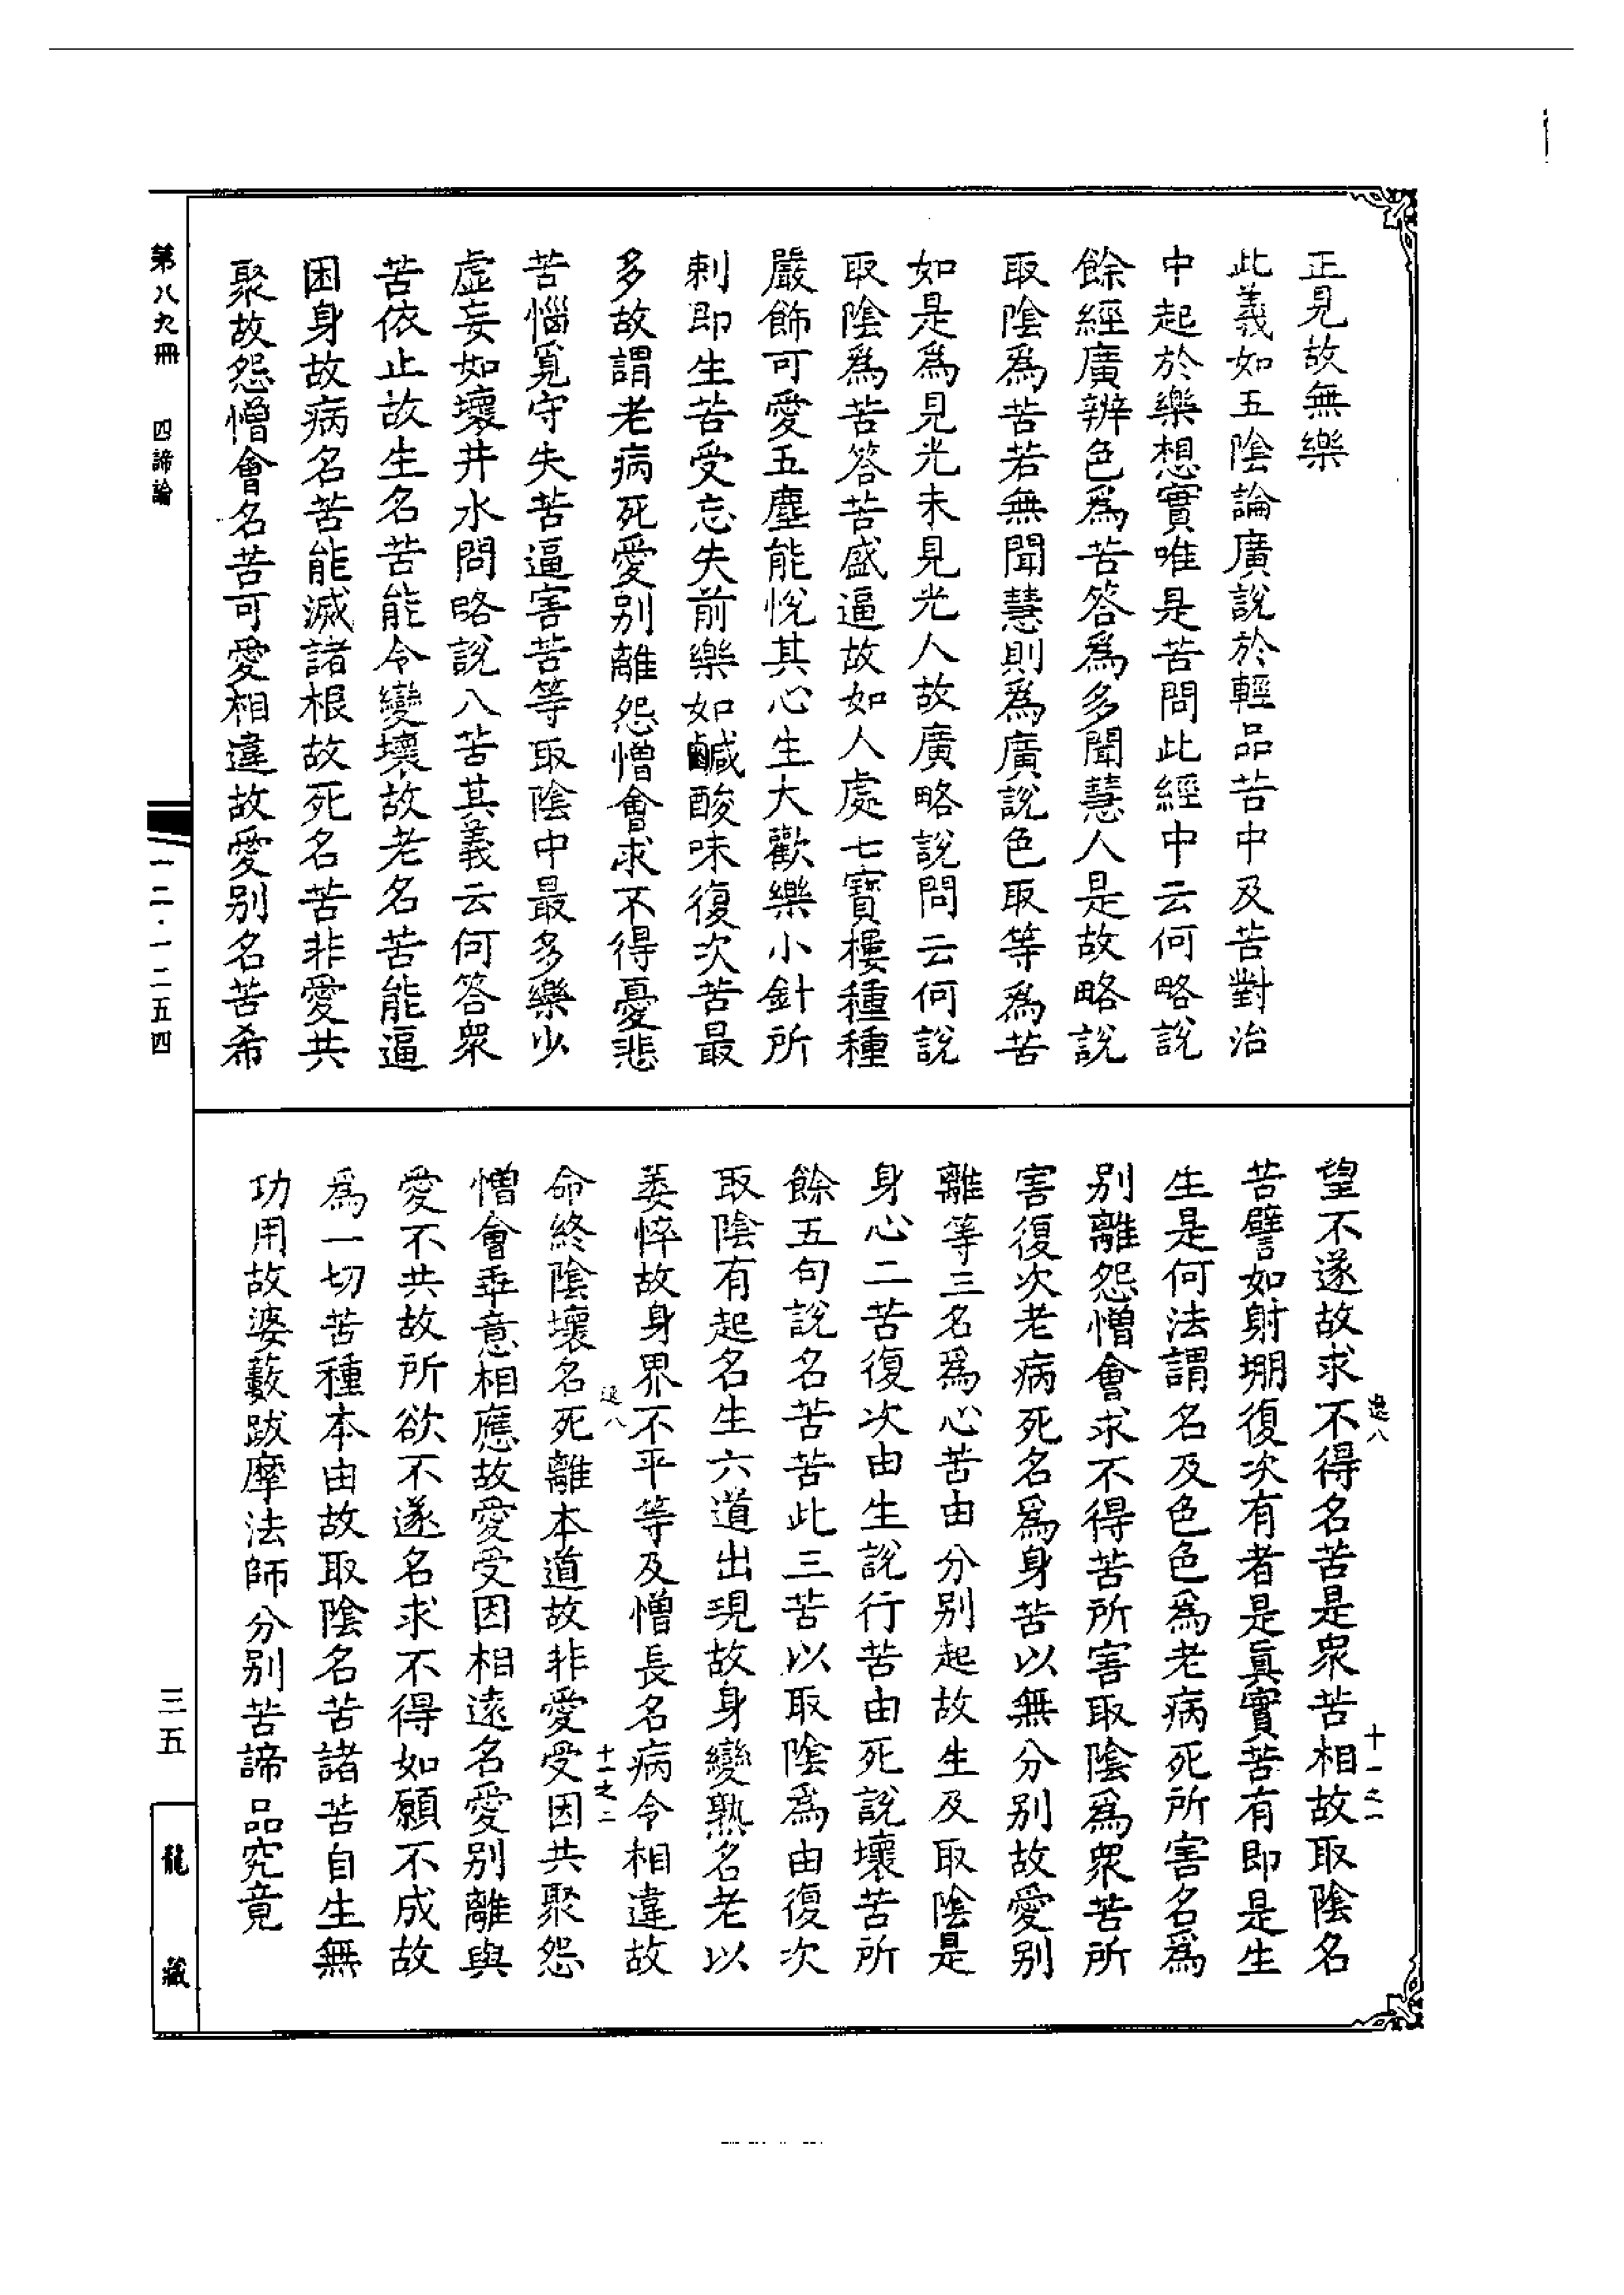 正見故無樂
此義如五陰論廣說於輕品苦中及苦對治
中起於樂想實唯是苦問此經中云何略說
餘經廣辨色爲苦答爲多聞慧人是故略說
取陰爲苦若無聞慧則爲廣說色取等爲苦
如是爲見光未見光人故廣略說問云何說
取陰爲苦答苦盛逼故如人處七寶樓種種
嚴飾可愛五塵能悅其心生大歡樂小針所
刺即生苦受忘失前樂如鹹酸味復次苦最
多故謂老病死愛别離怨憎會求不得憂悲
苦惱覓守失苦逼害苦等取陰中最多樂少
虛妄如壞井水問略說八苦其義云何答衆
苦依止故生名苦能令變壞故老名苦能逼
困身故病名苦能滅諸根故死名苦非愛共
聚故怨憎會名苦可愛相違故愛别名苦希
望不遂故求不得名苦是衆苦相故取陰名
苦譬如射堋復次有者是眞實苦有即是生
生是何法謂名及色色爲老病死所害名爲
别離怨憎會求不得苦所害取陰爲衆苦所
害復次老病死名爲身苦以無分别故愛别
離等三名爲心苦由分别起故生及取陰是
身心二苦復次由生說行苦由死說壞苦所
餘五句說名苦苦此三苦以取陰爲由復次
取陰有起名生六道出現故身變熟名老以
萎悴故身界不平等及憎長名病令相違故
命終陰壞名死離本道故非愛受因共聚怨
憎會乖意相應故愛受因相遠名愛别離與
愛不共故所欲不遂名求不得如願不成故
爲一切苦種本由故取陰名苦諸苦自生無
功用故婆藪跋摩法師分别苦諦品究竟
逸八
十一之一
逸八
十一之二
第八九冊
四諦論
一二·一二五四
三五
龍藏